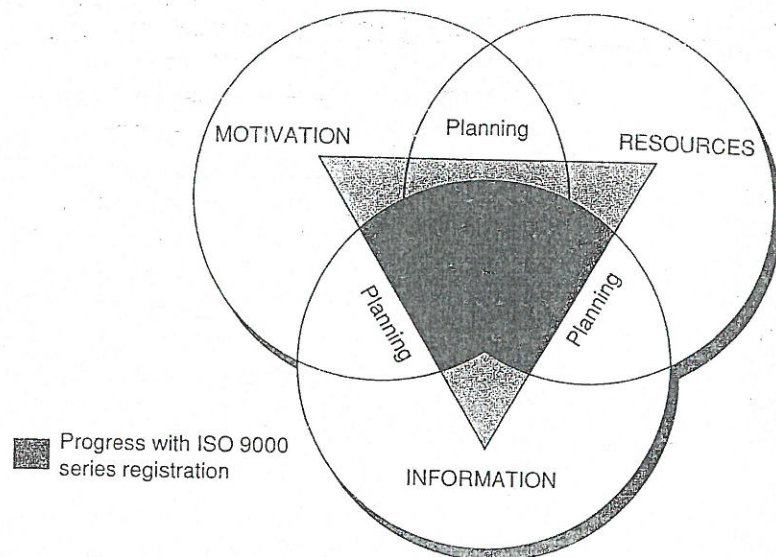 MOTIVATION
Planning
RESOURCES
Planning
Planning
Progress with ISO 9000
series registration
INFORMATION